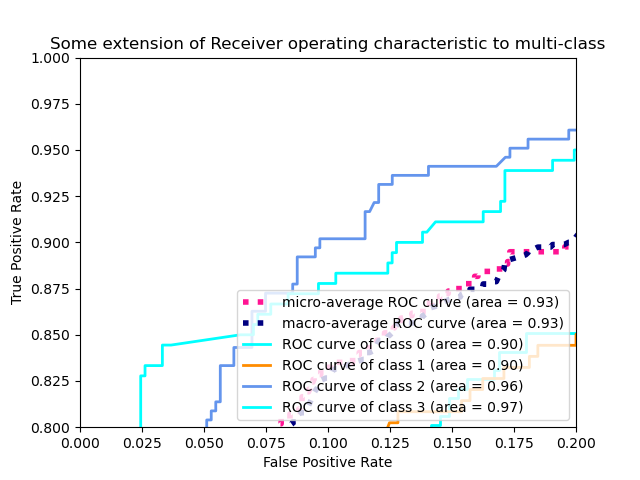 Some extension of Receiver operating characteristic to multi-class
1.000
0.975
0.950
0.925
0.900
0.875
0.850
0.825
0.800
True Positive Rate
micro-average ROC curve (area = 0.93)
macro-average ROC curve (area = 0.93)
ROC curve of class 0 (area = 0.90)
ROC curve of class 1 (area = 0.90)
ROC curve of class 2 (area = 0.96)
ROC curve of class 3 (area = 0.97)
0.000 0.025 0.050 0.075 0.100 0.125 0.150 0.175 0.200
False Positive Rate